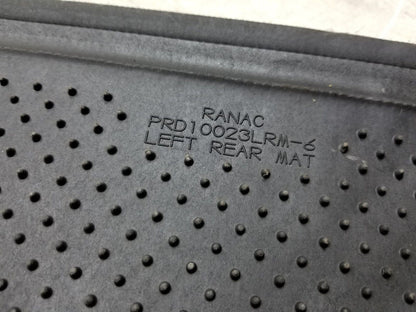 RANAC
PRD10023LRM-6
LEFT REAR MAT